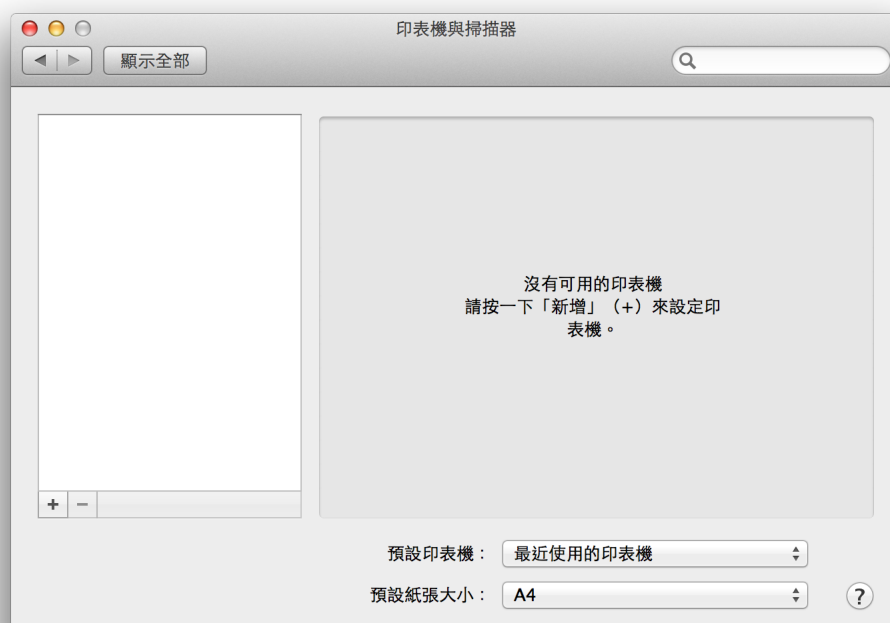 印表機與掃描器
顯示全部
沒有可用的印表機
請按一下「新增」（+）來設定印
表機。
+ −
預設印表機： 最近使用的印表機
預設紙張大小： A4
?